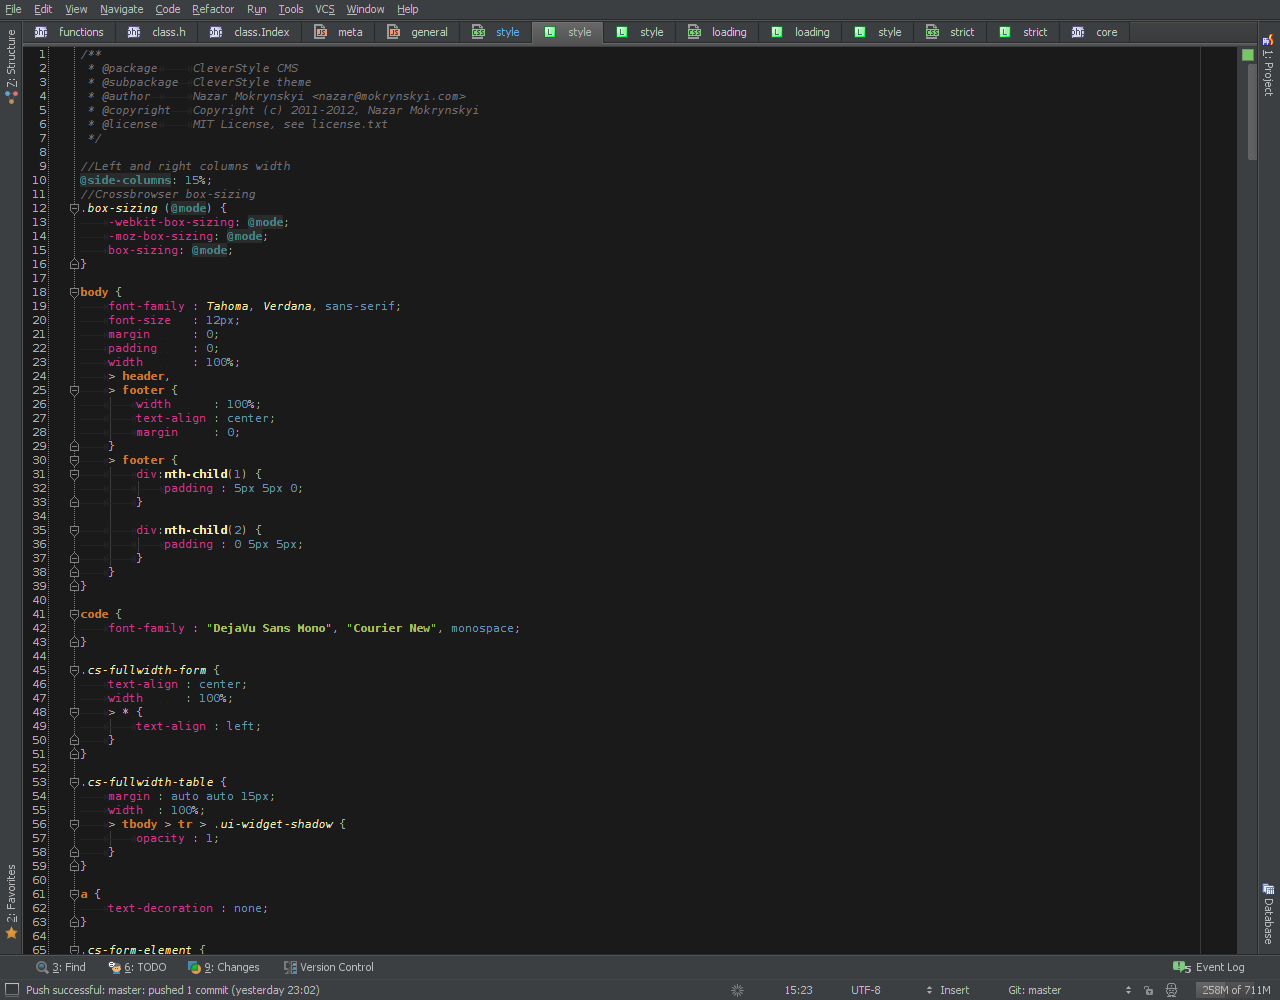 File Edit View Navigate Code Refactor Run Tools VCS Window Help
functions class.h class.Index meta general style style style loading loading style strict strict core
Z: Structure
1: Project
1 /**
2 * @package CleverStyle CMS
3 * @subpackage CleverStyle theme
4 * @author Nazar Mokrynskyi <nazar@mokrynskyi.com>
5 * @copyright Copyright (c) 2011-2012, Nazar Mokrynskyi
6 * @license MIT License, see license.txt
7 */
8
9 //Left and right columns width
10 @side-columns: 15%;
11 //Crossbrowser box-sizing
12 .box-sizing (@mode) {
13 -webkit-box-sizing: @mode;
14 -moz-box-sizing: @mode;
15 box-sizing: @mode;
16 }
17
18 body {
19 font-family : Tahoma, Verdana, sans-serif;
20 font-size : 12px;
21 margin : 0;
22 padding : 0;
23 width : 100%;
24 > header,
25 > footer {
26 width : 100%;
27 text-align : center;
28 margin : 0;
29 }
30 > footer {
31 div:nth-child(1) {
32 padding : 5px 5px 0;
33 }
34
35 div:nth-child(2) {
36 padding : 0 5px 5px;
37 }
38 }
39 }
40
41 code {
42 font-family : "DejaVu Sans Mono", "Courier New", monospace;
43 }
44
45 .cs-fullwidth-form {
46 text-align : center;
47 width : 100%;
48 > * {
49 text-align : left;
50 }
51 }
52
53 .cs-fullwidth-table {
54 margin : auto auto 15px;
55 width : 100%;
56 > tbody > tr > .ui-widget-shadow {
57 opacity : 1;
58 }
59 }
60
61 a {
62 text-decoration : none;
63 }
64
65 .cs-form-element {
2: Favorites
Database
3: Find 6: TODO 9: Changes Version Control 5 Event Log
Push successful: master: pushed 1 commit (yesterday 23:02) 15:23 UTF-8 Insert Git: master 258M of 711M